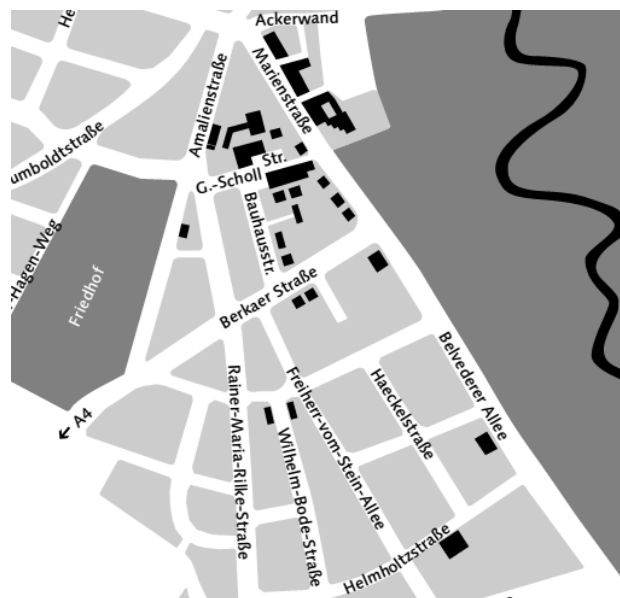 Ackerwand
He
Marienstraße
Amalienstraße
umboldtstraße
G.-Scholl Str.
Bauhausstr.
-Hagen-Weg
Friedhof
Berkaer Straße
Belvederer Allee
Rainer-Maria-Rilke-Straße
Freiherr-vom-Stein-Allee
Haeckelstraße
A4
Wilhelm-Bode-Straße
Helmholtzstraße